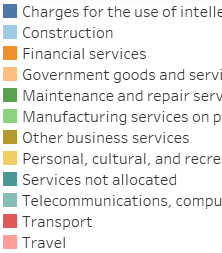 Charges for the use of intelle
Construction
Financial services
Government goods and servi
Maintenance and repair serv
Manufacturing services on p
Other business services
Personal, cultural, and recre
Services not allocated
Telecommunications, compu
Transport
Travel